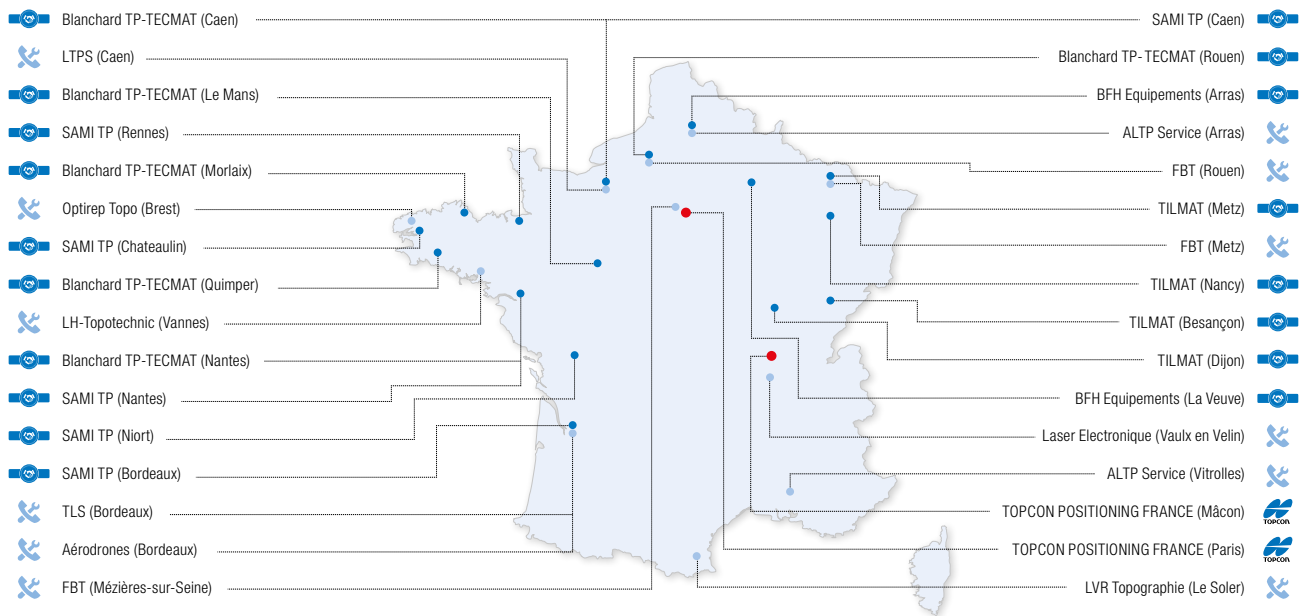 Blanchard TP-TECMAT (Caen)
LTPS (Caen)
Blanchard TP-TECMAT (Le Mans)
SAMI TP (Rennes)
Blanchard TP-TECMAT (Morlaix)
Optirep Topo (Brest)
SAMI TP (Chateaulin)
Blanchard TP-TECMAT (Quimper)
LH-Topotechnic (Vannes)
Blanchard TP-TECMAT (Nantes)
SAMI TP (Nantes)
SAMI TP (Niort)
SAMI TP (Bordeaux)
TLS (Bordeaux)
Aérodrones (Bordeaux)
FBT (Mézières-sur-Seine)
SAMI TP (Caen)
Blanchard TP-TECMAT (Rouen)
BFH Equipements (Arras)
ALTP Service (Arras)
FBT (Rouen)
TILMAT (Metz)
FBT (Metz)
TILMAT (Nancy)
TILMAT (Besançon)
TILMAT (Dijon)
BFH Equipements (La Veuve)
Laser Electronique (Vaulx en Velin)
ALTP Service (Vitrolles)
TOPCON POSITIONING FRANCE (Mâcon)
TOPCON
TOPCON POSITIONING FRANCE (Paris)
TOPCON
LVR Topographie (Le Soler)